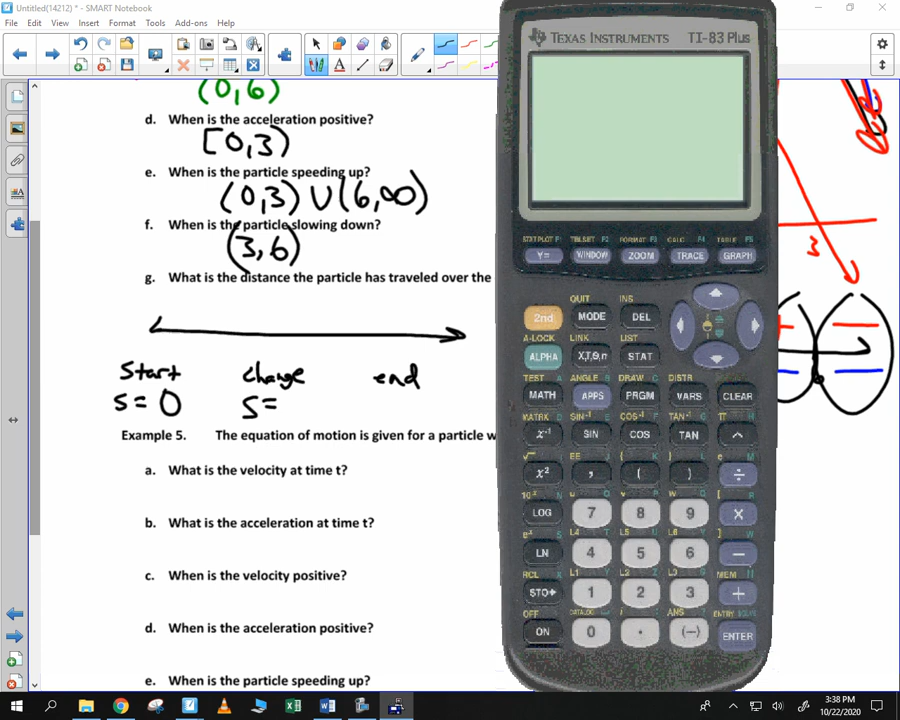 Untitled(14212) * - SMART Notebook
File Edit View Insert Format Tools Add-ons Help
(0,6)
d. When is the acceleration positive?
[0,3)
e. When is the particle speeding up?
(0,3) ∪ (6,∞)
f. When is the particle slowing down?
(3,6)
g. What is the distance the particle has traveled over the
start change end
s = 0 s =
Example 5. The equation of motion is given for a particle w
a. What is the velocity at time t?
b. What is the acceleration at time t?
c. When is the velocity positive?
d. When is the acceleration positive?
e. When is the particle speeding up?
TEXAS INSTRUMENTS TI-83 Plus
STAT PLOT F1 TBLSET F2 FORMAT F3 CALC F4 TABLE F5
Y= WINDOW ZOOM TRACE GRAPH
QUIT INS
2nd MODE DEL
A-LOCK LINK LIST
ALPHA X,T,Θ,n STAT
TEST A ANGLE B DRAW C DISTR
MATH APPS PRGM VARS CLEAR
MATRX D SIN⁻¹ E COS⁻¹ F TAN⁻¹ G π H
x⁻¹ SIN COS TAN ^
√ I EE J { K } L e M
x² , ( ) ÷
10ˣ N u O v P w Q [ R
LOG 7 8 9 ×
eˣ S L4 T L5 U L6 V ] W
LN 4 5 6 −
RCL X L1 Y L2 Z L3 θ MEM "
STO➔ 1 2 3 +
OFF CATALOG i : ANS ? ENTRY SOLVE
ON 0 . (−) ENTER
3
3:38 PM
10/22/2020